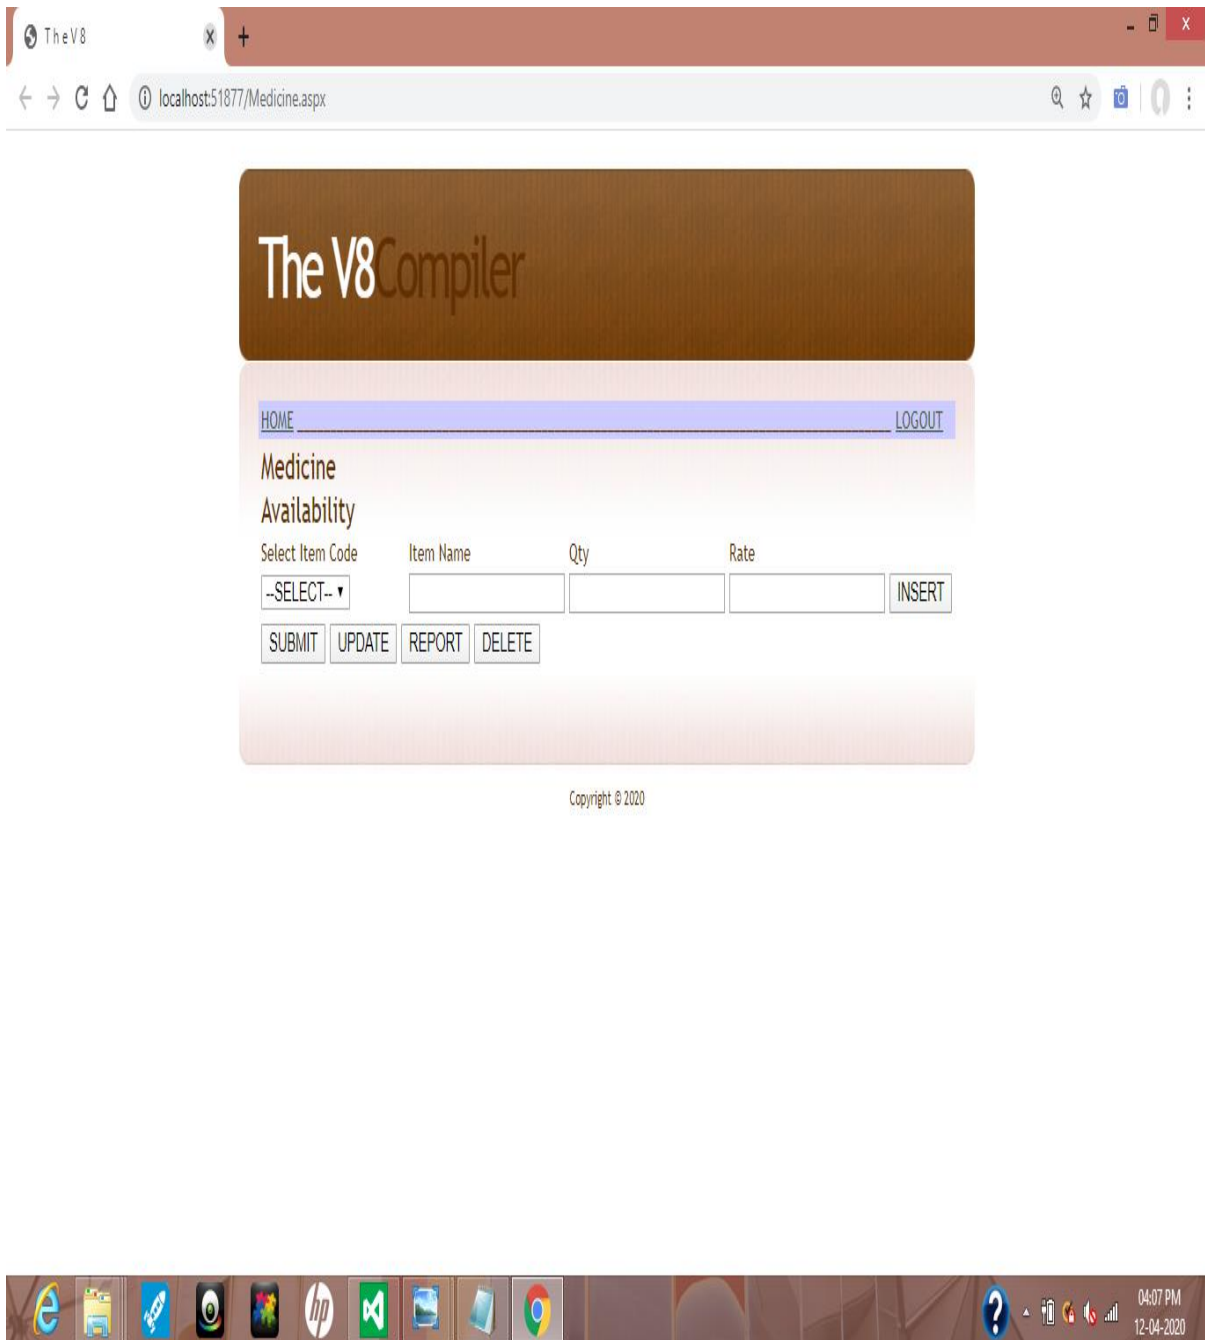 TheV8
localhost:51877/Medicine.aspx
The V8Compiler
HOME LOGOUT
Medicine
Availability
Select Item Code Item Name Qty Rate
--SELECT-- INSERT
SUBMIT UPDATE REPORT DELETE
Copyright © 2020
hp
04:07 PM
12-04-2020